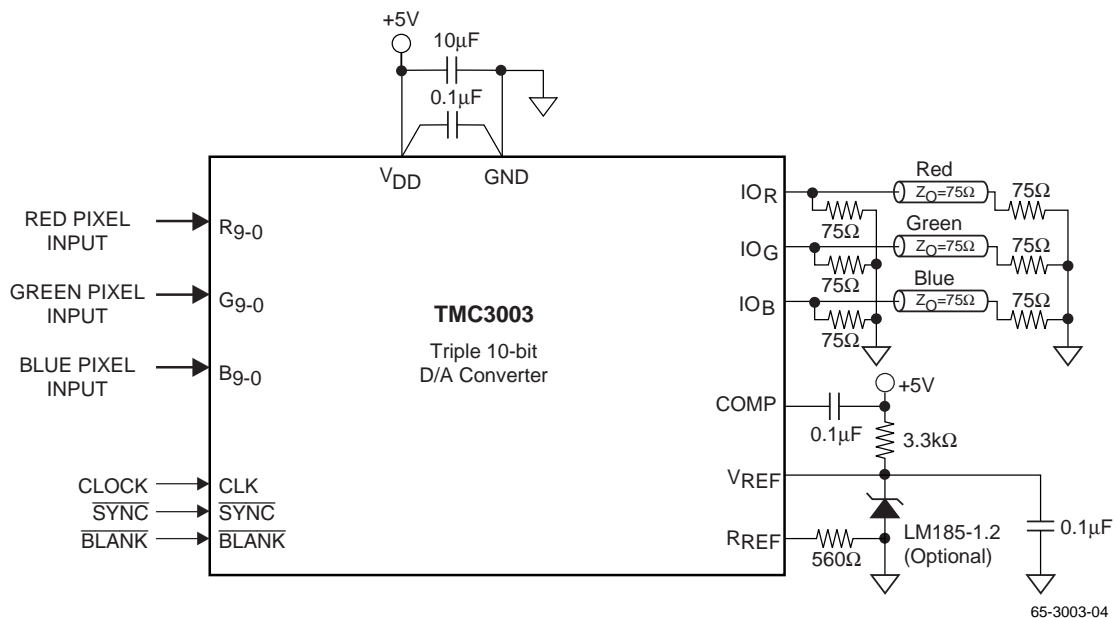 +5V
10μF
0.1μF
VDD
GND
RED PIXEL
INPUT
R9-0
GREEN PIXEL
INPUT
G9-0
BLUE PIXEL
INPUT
B9-0
CLOCK
CLK
SYNC
SYNC
BLANK
BLANK
TMC3003
Triple 10-bit
D/A Converter
IOR
Red
ZO=75Ω
75Ω
75Ω
IOG
Green
ZO=75Ω
75Ω
75Ω
IOB
Blue
ZO=75Ω
75Ω
75Ω
+5V
COMP
0.1μF
3.3kΩ
VREF
LM185-1.2
(Optional)
0.1μF
RREF
560Ω
65-3003-04